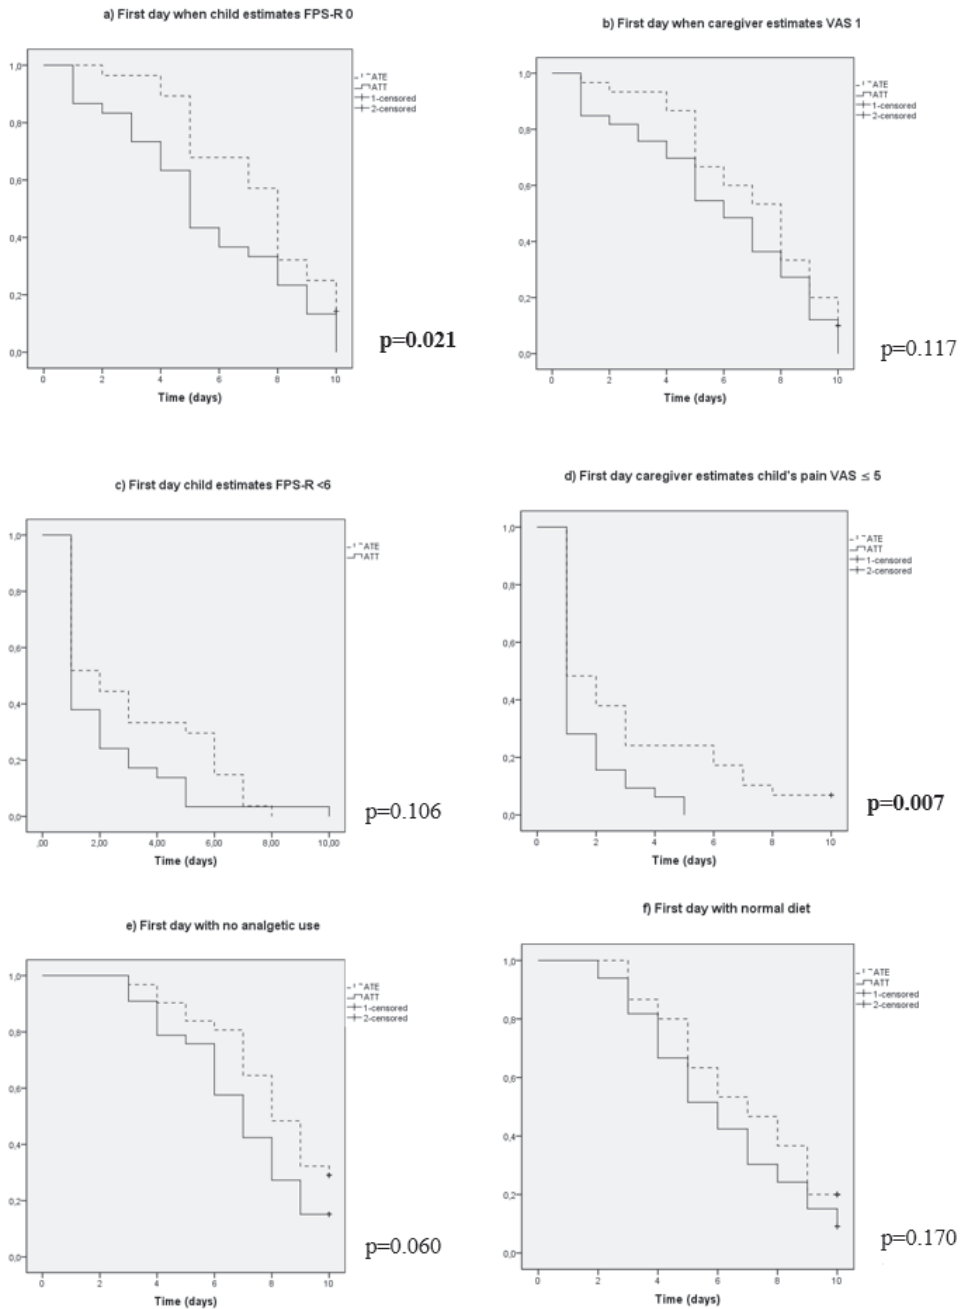 a) First day when child estimates FPS-R 0
1,0
0,8
0,6
0,4
0,2
0,0
0 2 4 6 8 10
Time (days)
ATE
ATT
1-censored
2-censored
p=0.021
b) First day when caregiver estimates VAS 1
1,0
0,8
0,6
0,4
0,2
0,0
0 2 4 6 8 10
Time (days)
ATE
ATT
1-censored
2-censored
p=0.117
c) First day child estimates FPS-R <6
1,0
0,8
0,6
0,4
0,2
0,0
,00 2,00 4,00 6,00 8,00 10,00
Time (days)
ATE
ATT
p=0.106
d) First day caregiver estimates child's pain VAS ≤ 5
1,0
0,8
0,6
0,4
0,2
0,0
0 2 4 6 8 10
Time (days)
ATE
ATT
1-censored
2-censored
p=0.007
e) First day with no analgetic use
1,0
0,8
0,6
0,4
0,2
0,0
0 2 4 6 8 10
Time (days)
ATE
ATT
1-censored
2-censored
p=0.060
f) First day with normal diet
1,0
0,8
0,6
0,4
0,2
0,0
0 2 4 6 8 10
Time (days)
ATE
ATT
1-censored
2-censored
p=0.170